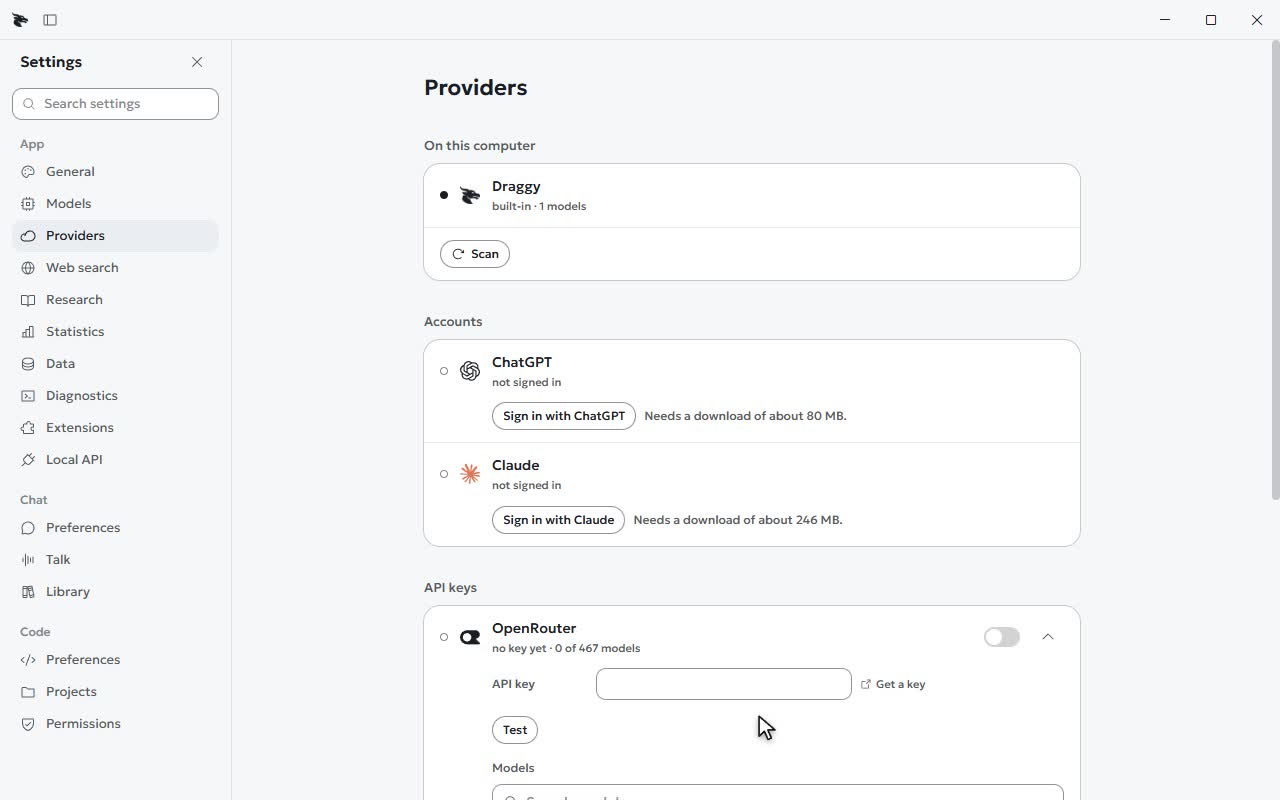 Settings
Search settings
App
General
Models
Providers
Web search
Research
Statistics
Data
Diagnostics
Extensions
Local API
Chat
Preferences
Talk
Library
Code
Preferences
Projects
Permissions
Providers
On this computer
Draggy
built-in · 1 models
Scan
Accounts
ChatGPT
not signed in
Sign in with ChatGPT Needs a download of about 80 MB.
Claude
not signed in
Sign in with Claude Needs a download of about 246 MB.
API keys
OpenRouter
no key yet · 0 of 467 models
API key Get a key
Test
Models